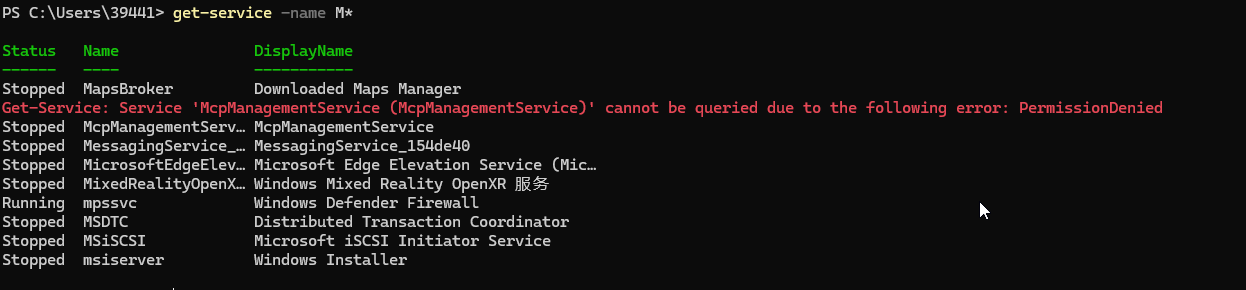 PS C:\Users\39441> get-service -name M*
Status   Name               DisplayName
------   ----               -----------
Stopped  MapsBroker         Downloaded Maps Manager
Get-Service: Service 'McpManagementService (McpManagementService)' cannot be queried due to the following error: PermissionDenied
Stopped  McpManagementServ… McpManagementService
Stopped  MessagingService_… MessagingService_154de40
Stopped  MicrosoftEdgeElev… Microsoft Edge Elevation Service (Mic…
Stopped  MixedRealityOpenX… Windows Mixed Reality OpenXR 服务
Running  mpssvc             Windows Defender Firewall
Stopped  MSDTC              Distributed Transaction Coordinator
Stopped  MSiSCSI            Microsoft iSCSI Initiator Service
Stopped  msiserver          Windows Installer